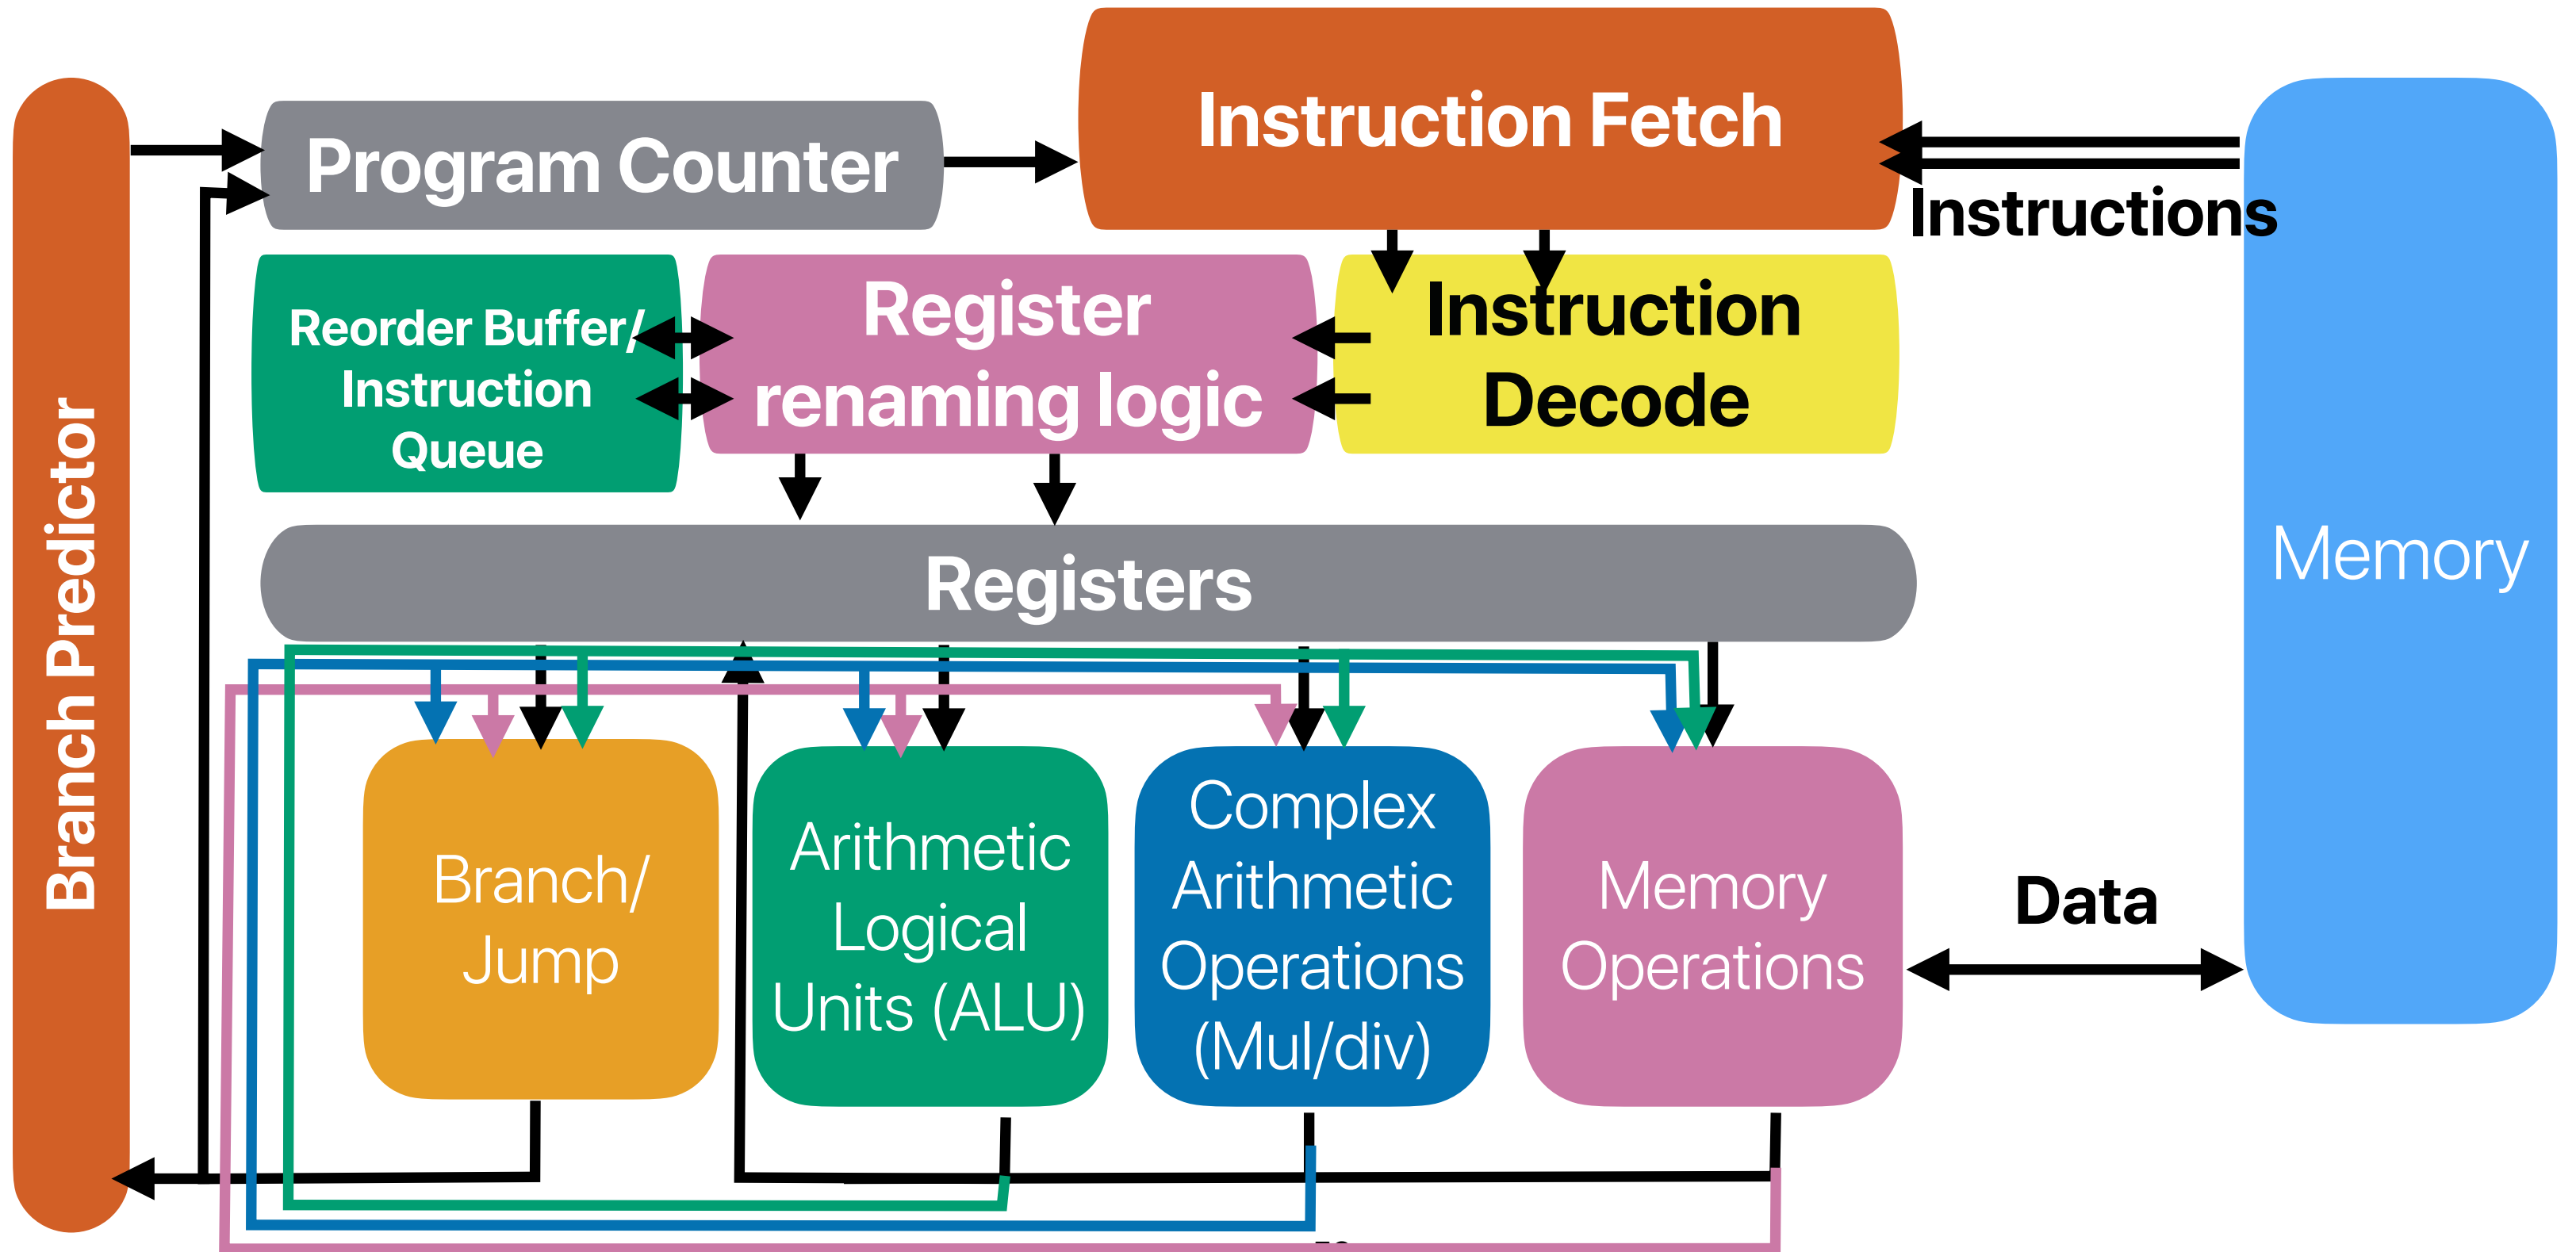 Branch Predictor
Program Counter
Instruction Fetch
Instructions
Reorder Buffer/
Instruction
Queue
Register
renaming logic
Instruction
Decode
Registers
Memory
Branch/
Jump
Arithmetic
Logical
Units (ALU)
Complex
Arithmetic
Operations
(Mul/div)
Memory
Operations
Data